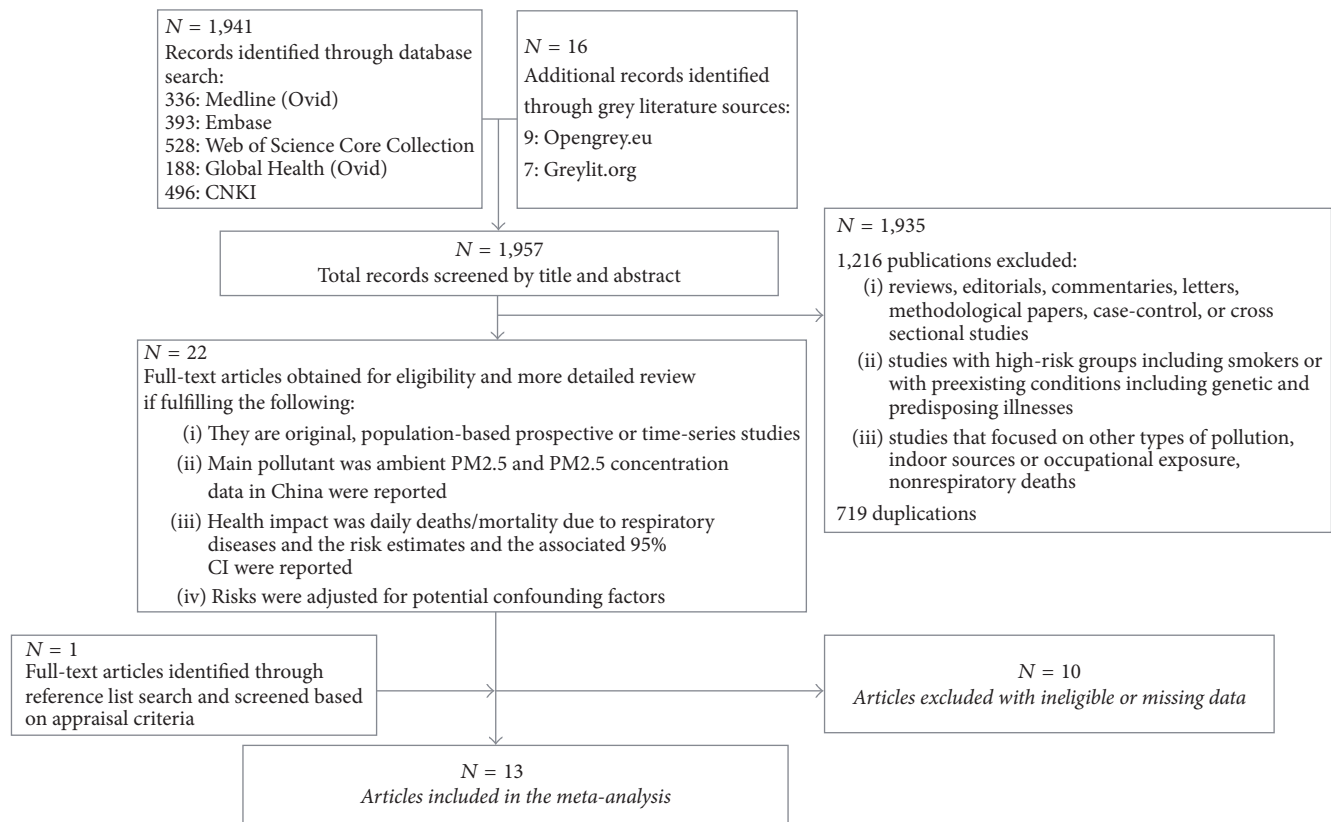 N = 1,941
Records identified through database
search:
336: Medline (Ovid)
393: Embase
528: Web of Science Core Collection
188: Global Health (Ovid)
496: CNKI
N = 16
Additional records identified
through grey literature sources:
9: Opengrey.eu
7: Greylit.org
N = 1,957
Total records screened by title and abstract
N = 1,935
1,216 publications excluded:
(i) reviews, editorials, commentaries, letters,
methodological papers, case-control, or cross
sectional studies
(ii) studies with high-risk groups including smokers or
with preexisting conditions including genetic and
predisposing illnesses
(iii) studies that focused on other types of pollution,
indoor sources or occupational exposure,
nonrespiratory deaths
719 duplications
N = 22
Full-text articles obtained for eligibility and more detailed review
if fulfilling the following:
(i) They are original, population-based prospective or time-series studies
(ii) Main pollutant was ambient PM2.5 and PM2.5 concentration
data in China were reported
(iii) Health impact was daily deaths/mortality due to respiratory
diseases and the risk estimates and the associated 95%
CI were reported
(iv) Risks were adjusted for potential confounding factors
N = 1
Full-text articles identified through
reference list search and screened based
on appraisal criteria
N = 10
Articles excluded with ineligible or missing data
N = 13
Articles included in the meta-analysis